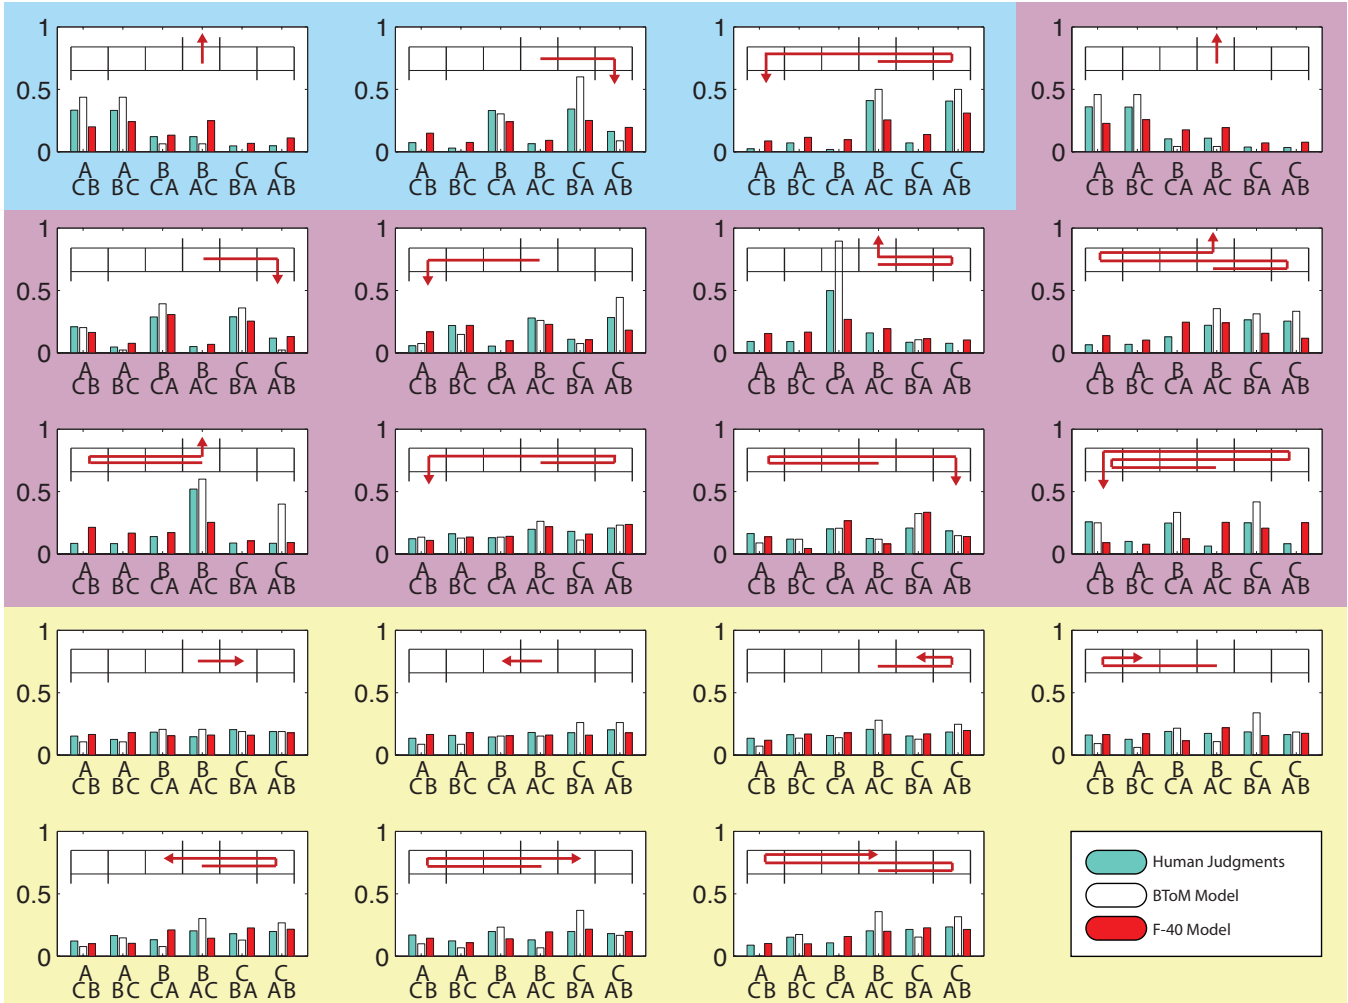 1 1 1 1
0.5 0.5 0.5 0.5
0 0 0 0
A A B B C C A A B B C C A A B B C C A A B B C C
CB BC CA AC BA AB CB BC CA AC BA AB CB BC CA AC BA AB CB BC CA AC BA AB
1 1 1 1
0.5 0.5 0.5 0.5
0 0 0 0
A A B B C C A A B B C C A A B B C C A A B B C C
CB BC CA AC BA AB CB BC CA AC BA AB CB BC CA AC BA AB CB BC CA AC BA AB
1 1 1 1
0.5 0.5 0.5 0.5
0 0 0 0
A A B B C C A A B B C C A A B B C C A A B B C C
CB BC CA AC BA AB CB BC CA AC BA AB CB BC CA AC BA AB CB BC CA AC BA AB
1 1 1 1
0.5 0.5 0.5 0.5
0 0 0 0
A A B B C C A A B B C C A A B B C C A A B B C C
CB BC CA AC BA AB CB BC CA AC BA AB CB BC CA AC BA AB CB BC CA AC BA AB
1 1 1
0.5 0.5 0.5
0 0 0
A A B B C C A A B B C C A A B B C C
CB BC CA AC BA AB CB BC CA AC BA AB CB BC CA AC BA AB
Human Judgments
BToM Model
F-40 Model